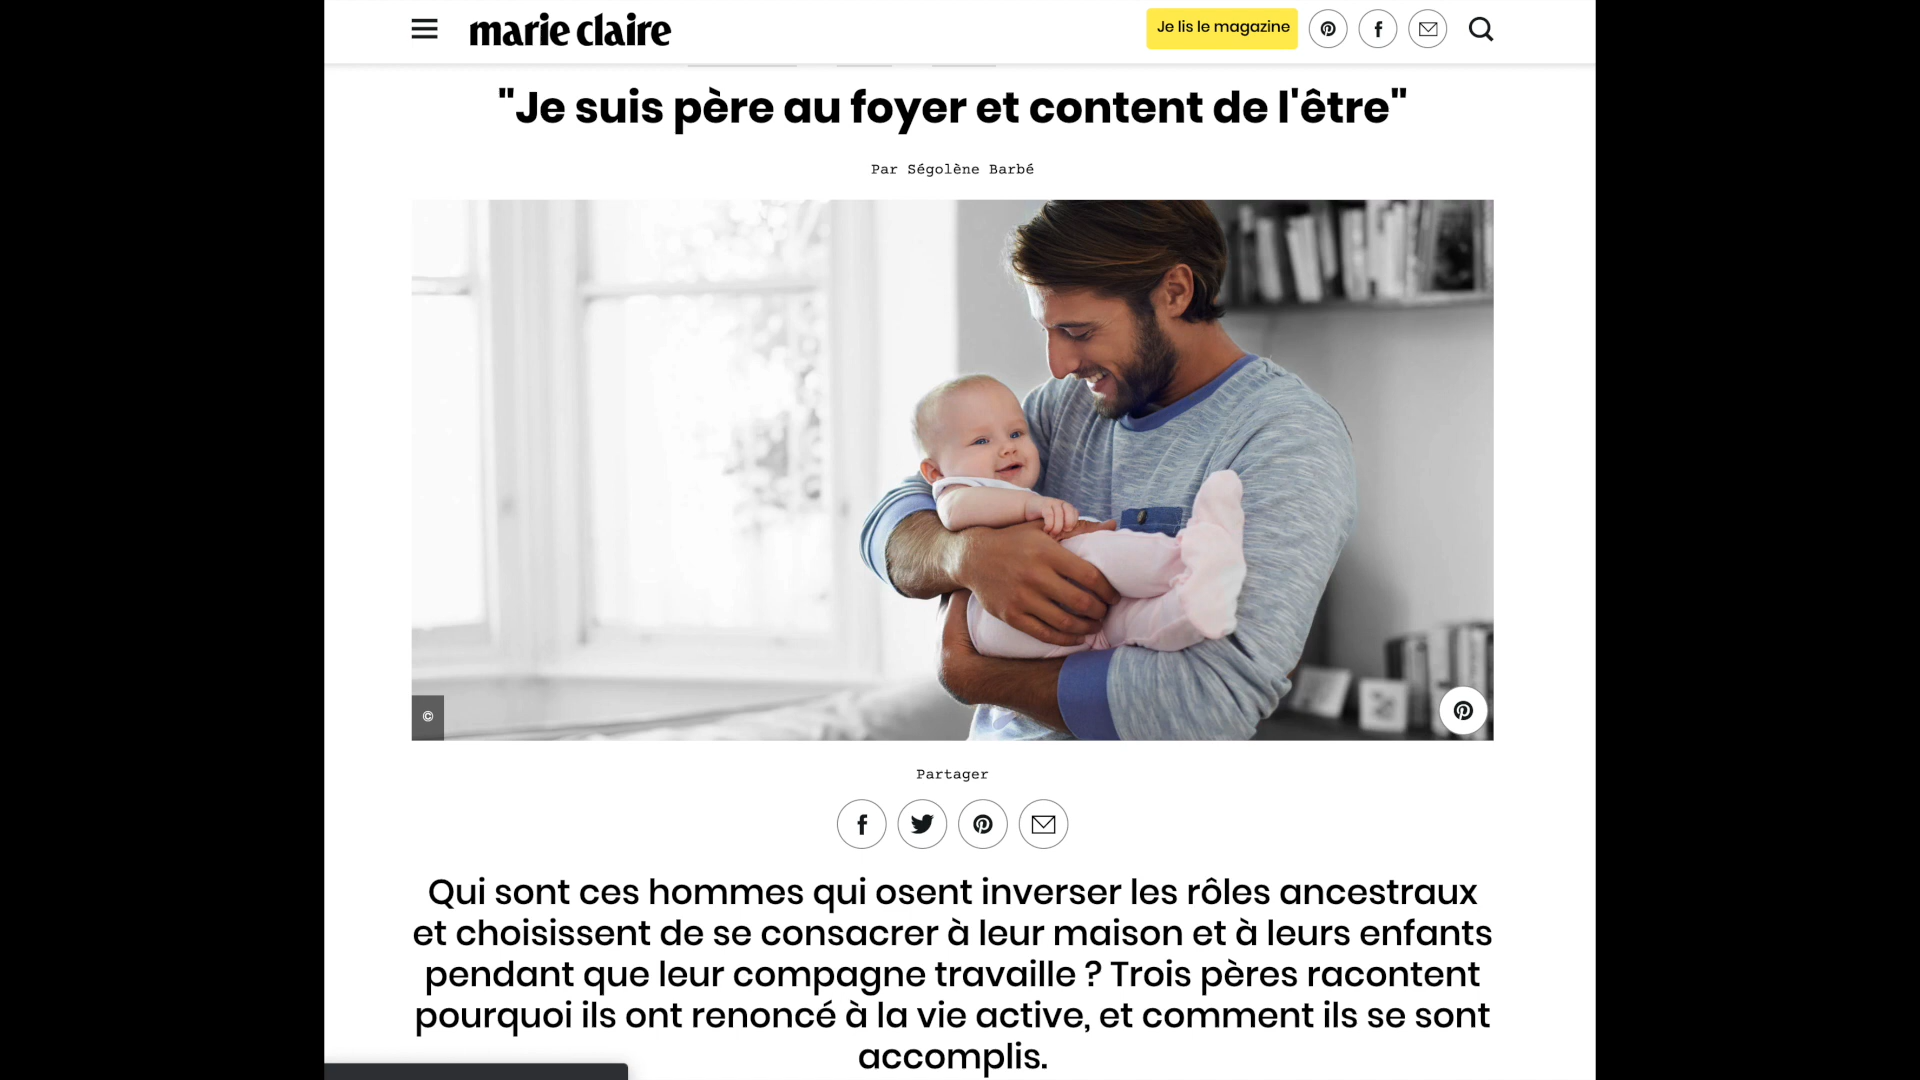 marie claire
Je lis le magazine
"Je suis père au foyer et content de l'être"
Par Ségolène Barbé
©
Partager
Qui sont ces hommes qui osent inverser les rôles ancestraux
et choisissent de se consacrer à leur maison et à leurs enfants
pendant que leur compagne travaille ? Trois pères racontent
pourquoi ils ont renoncé à la vie active, et comment ils se sont
accomplis.